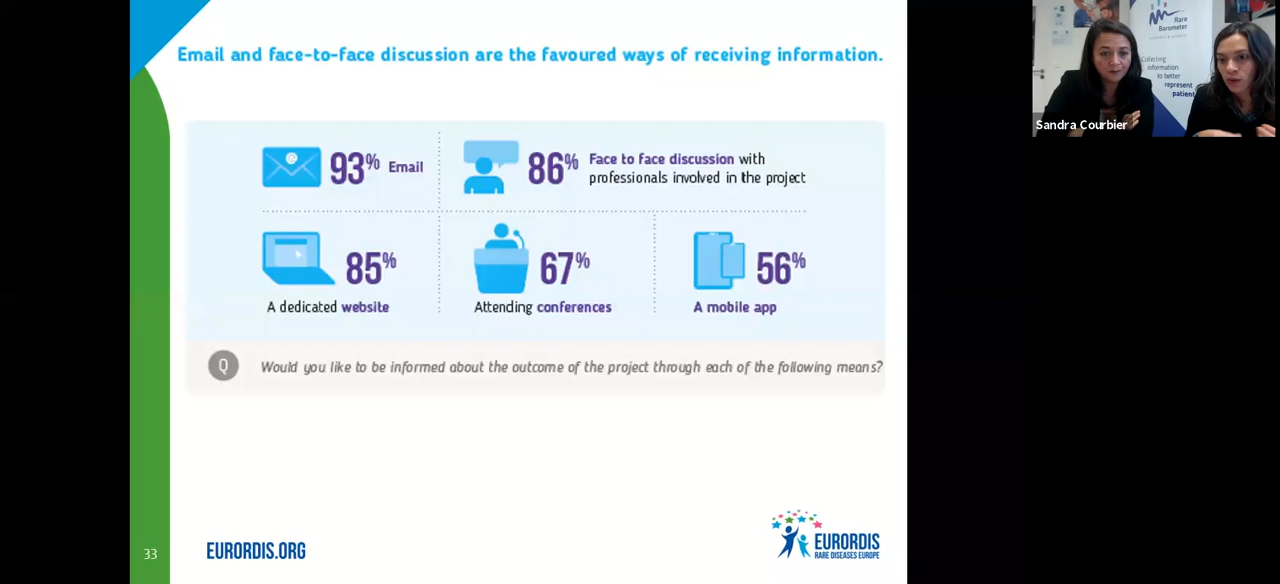 Email and face-to-face discussion are the favoured ways of receiving information.
93% Email
86% Face to face discussion with
professionals involved in the project
85%
A dedicated website
67%
Attending conferences
56%
A mobile app
Q Would you like to be informed about the outcome of the project through each of the following means?
33
EURORDIS.ORG
EURORDIS
RARE DISEASES EUROPE
Rare
Barometer
Collecting
information
to better
represent
patient
Sandra Courbier